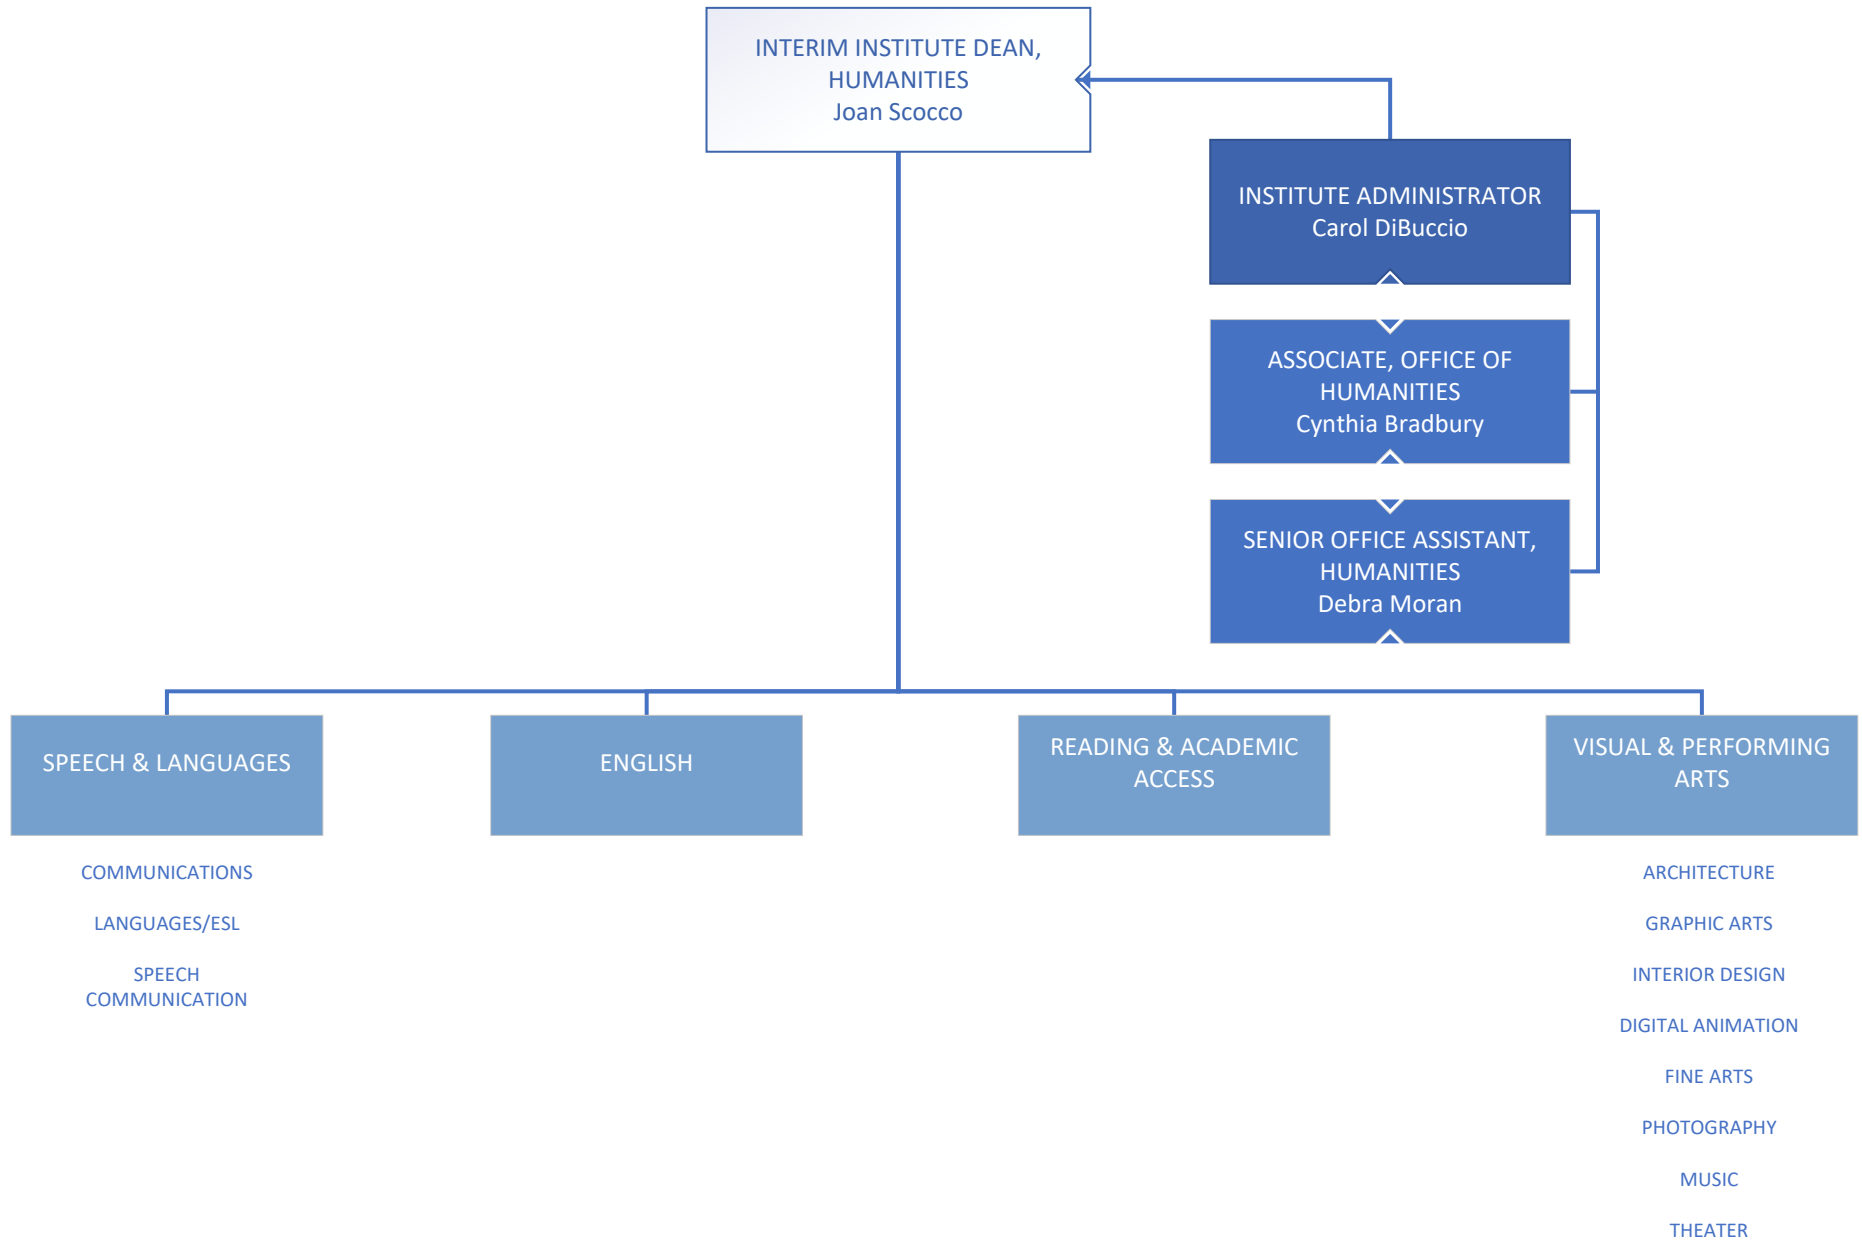 INTERIM INSTITUTE DEAN,
HUMANITIES
Joan Scocco
INSTITUTE ADMINISTRATOR
Carol DiBuccio
ASSOCIATE, OFFICE OF
HUMANITIES
Cynthia Bradbury
SENIOR OFFICE ASSISTANT,
HUMANITIES
Debra Moran
SPEECH & LANGUAGES
COMMUNICATIONS
LANGUAGES/ESL
SPEECH
COMMUNICATION
ENGLISH
READING & ACADEMIC
ACCESS
VISUAL & PERFORMING
ARTS
ARCHITECTURE
GRAPHIC ARTS
INTERIOR DESIGN
DIGITAL ANIMATION
FINE ARTS
PHOTOGRAPHY
MUSIC
THEATER